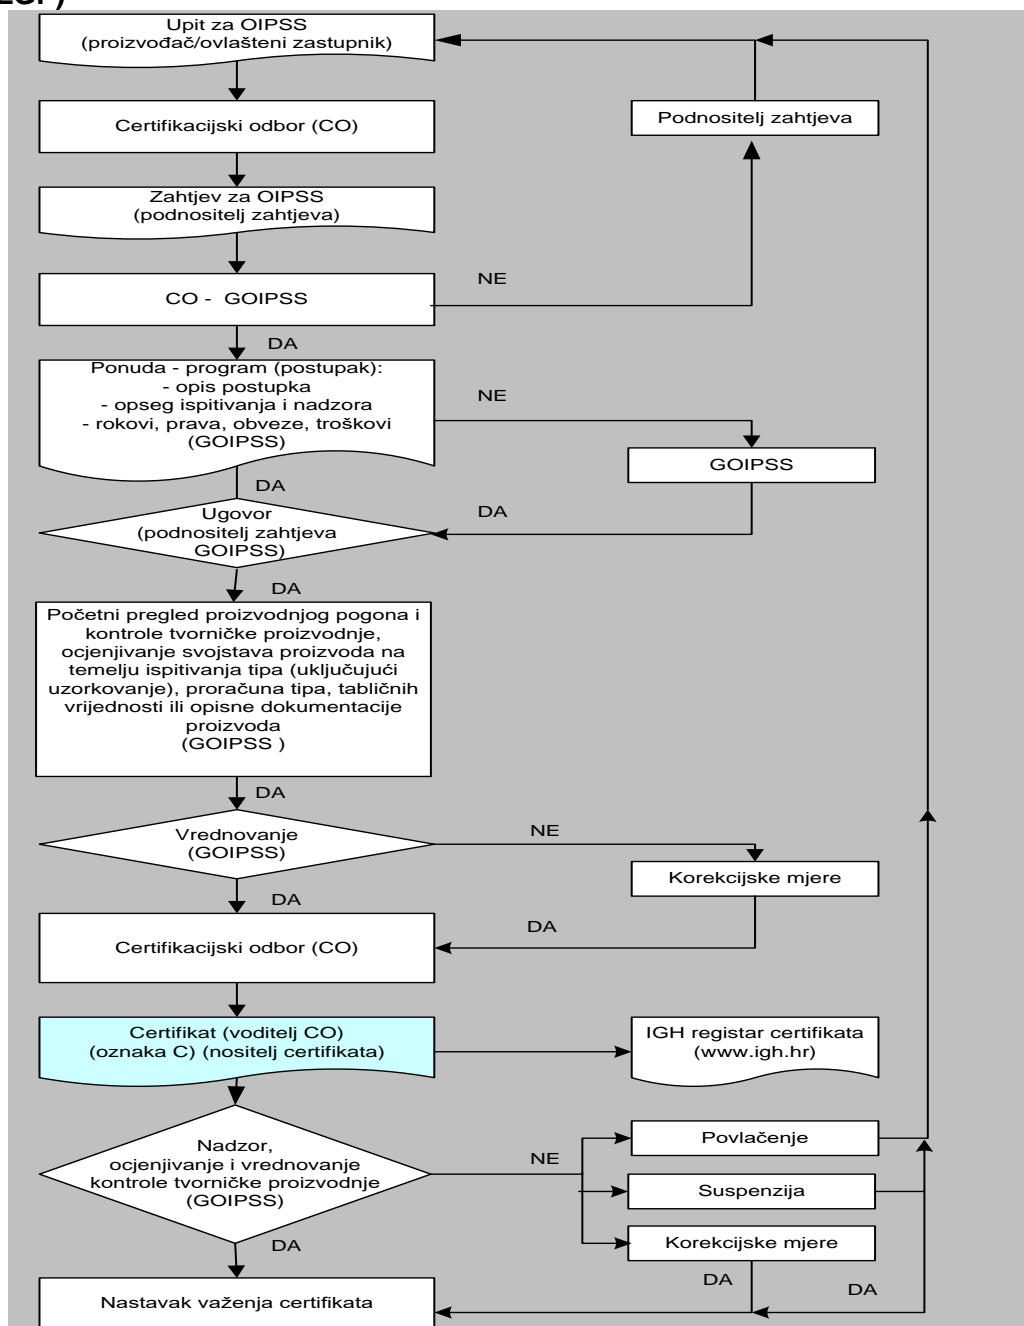 Upit za OIPSS
(proizvođač/ovlašteni zastupnik)
Certifikacijski odbor (CO)
Podnositelj zahtjeva
Zahtjev za OIPSS
(podnositelj zahtjeva)
CO - GOIPSS
NE
DA
Ponuda - program (postupak):
- opis postupka
- opseg ispitivanja i nadzora
- rokovi, prava, obveze, troškovi
(GOIPSS)
NE
GOIPSS
DA
DA
Ugovor
(podnositelj zahtjeva
GOIPSS)
DA
Početni pregled proizvodnjog pogona i
kontrole tvorničke proizvodnje,
ocjenjivanje svojstava proizvoda na
temelju ispitivanja tipa (uključujući
uzorkovanje), proračuna tipa, tabličnih
vrijednosti ili opisne dokumentacije
proizvoda
(GOIPSS )
DA
Vrednovanje
(GOIPSS)
NE
Korekcijske mjere
DA
DA
Certifikacijski odbor (CO)
Certifikat (voditelj CO)
(oznaka C) (nositelj certifikata)
IGH registar certifikata
(www.igh.hr)
Nadzor,
ocjenjivanje i vrednovanje
kontrole tvorničke proizvodnje
(GOIPSS)
NE
Povlačenje
Suspenzija
Korekcijske mjere
DA
DA
DA
Nastavak važenja certifikata